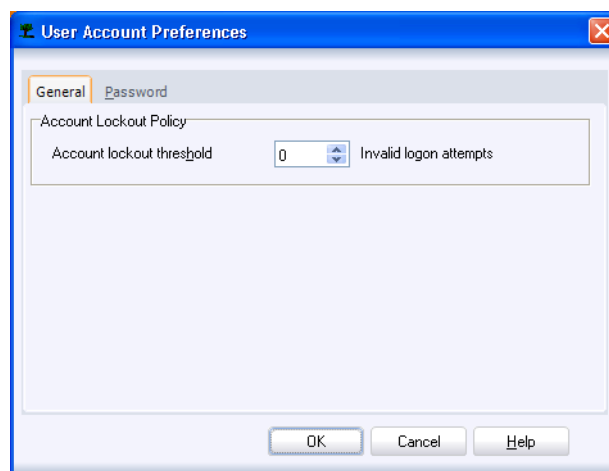 User Account Preferences
General Password
Account Lockout Policy
Account lockout threshold 0 Invalid logon attempts
OK Cancel Help